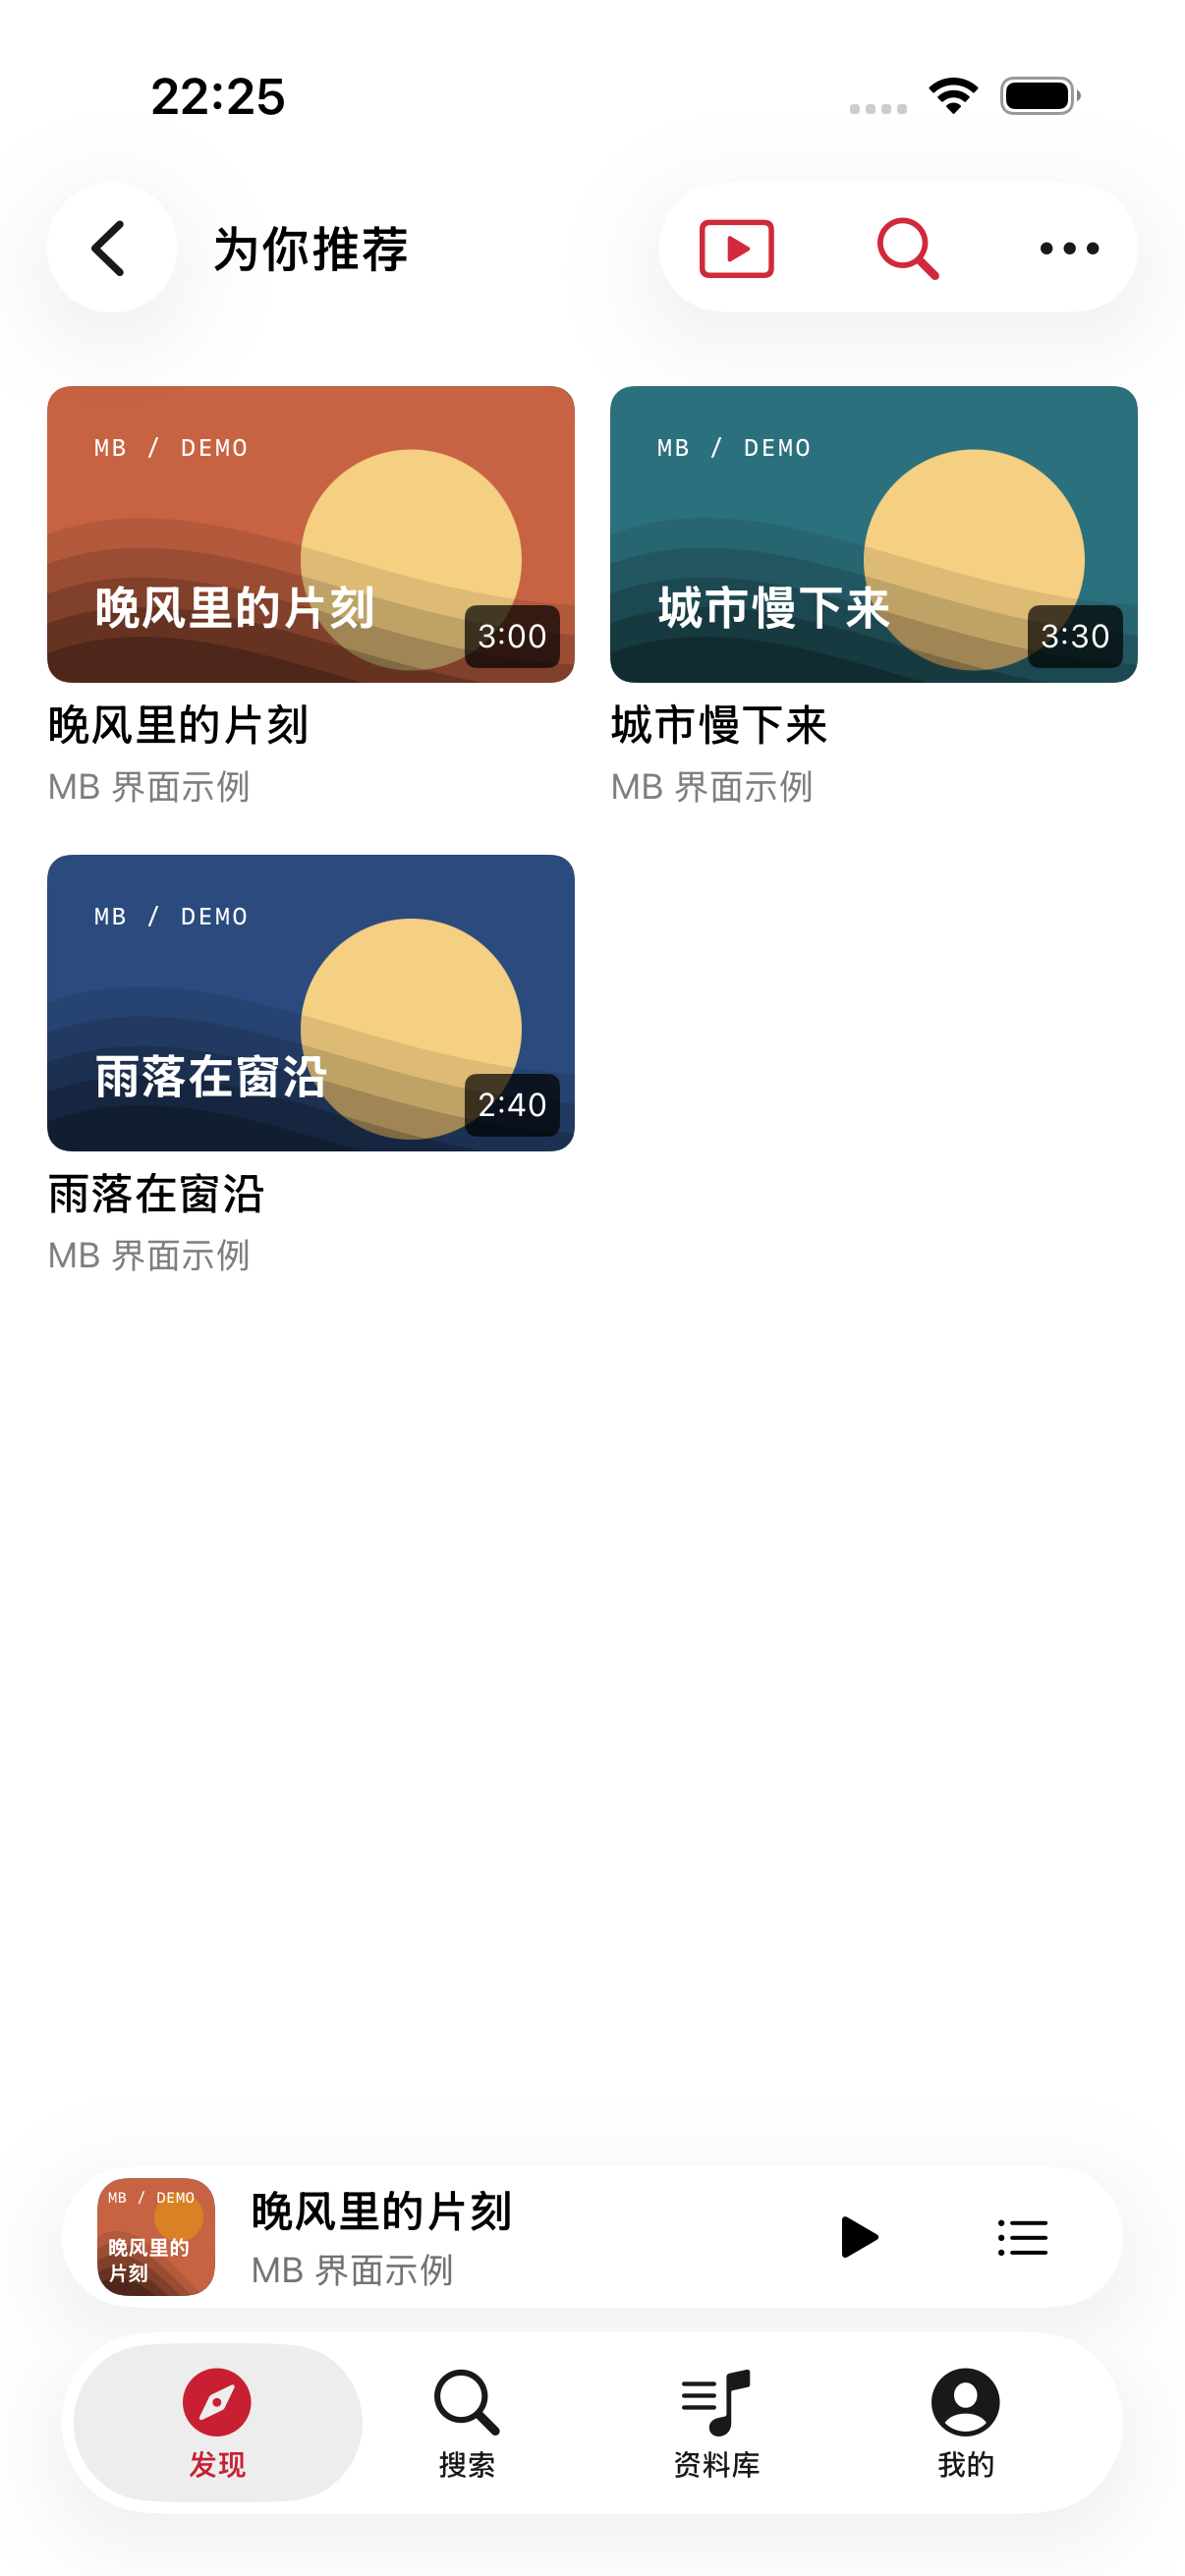 22:25
为你推荐
MB / DEMO
晚风里的片刻
3:00
晚风里的片刻
MB 界面示例
MB / DEMO
城市慢下来
3:30
城市慢下来
MB 界面示例
MB / DEMO
雨落在窗沿
2:40
雨落在窗沿
MB 界面示例
MB / DEMO
晚风里的
片刻
晚风里的片刻
MB 界面示例
发现
搜索
资料库
我的